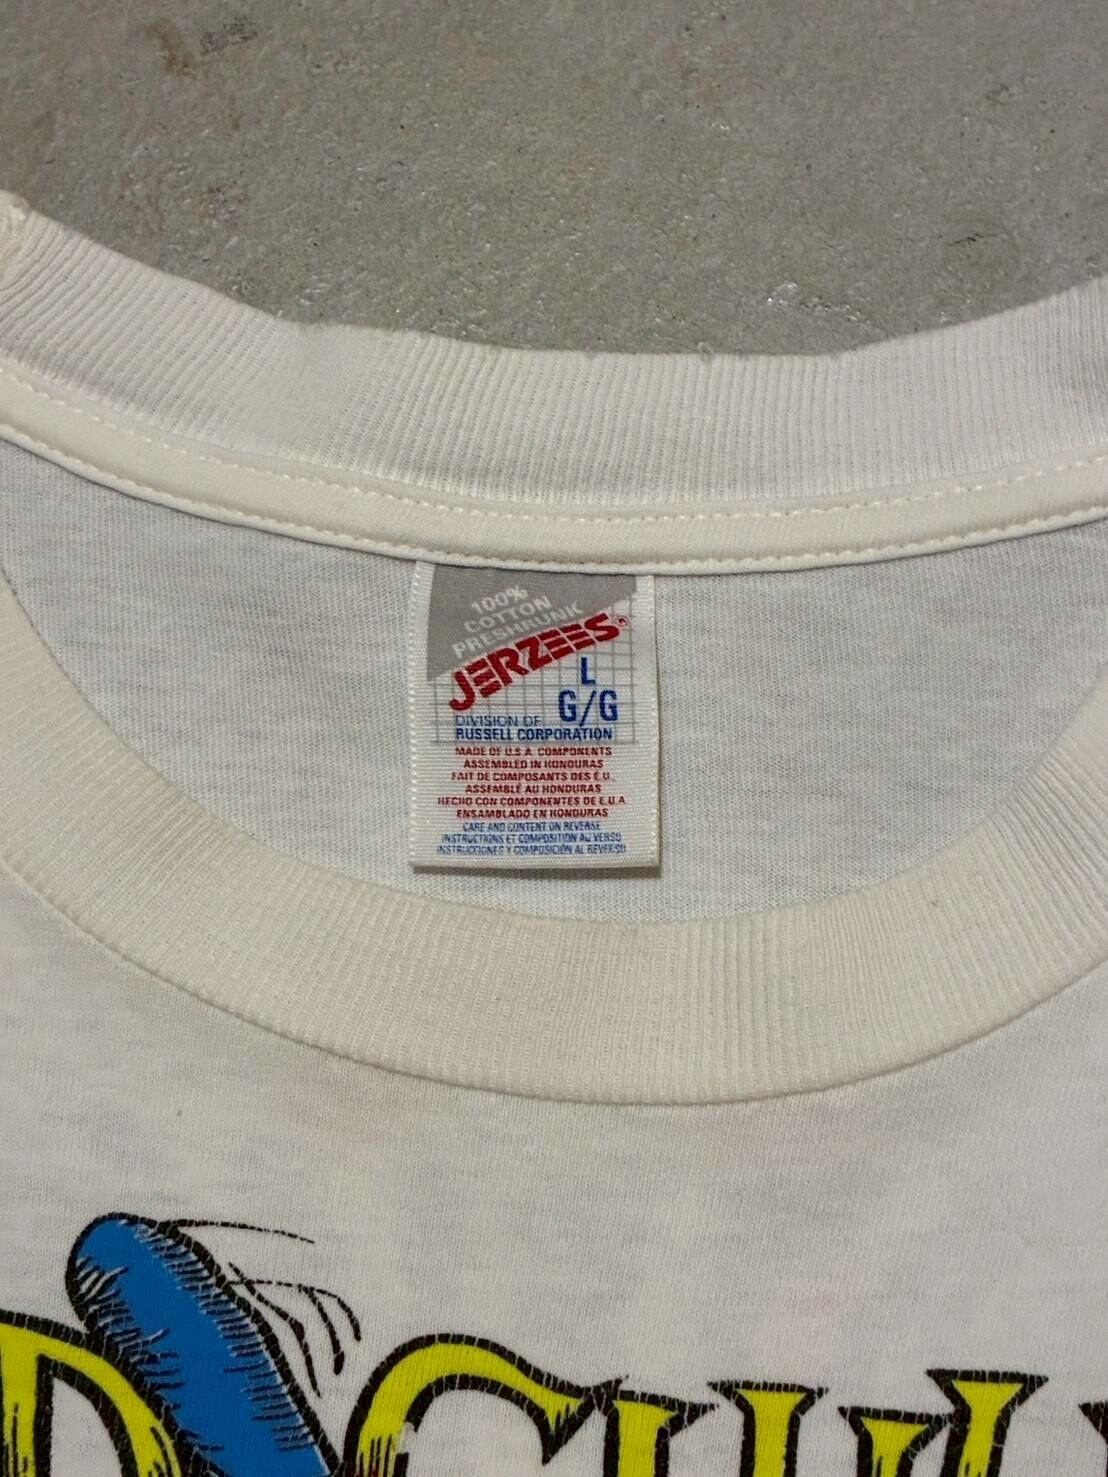 100%
COTTON
PRESHRUNK
JERZEES®
L
G/G
DIVISION OF
RUSSELL CORPORATION
MADE OF U.S.A. COMPONENTS
ASSEMBLED IN HONDURAS
FAIT DE COMPOSANTS DES É.U.
ASSEMBLÉ AU HONDURAS
HECHO CON COMPONENTES DE E.U.A.
ENSAMBLADO EN HONDURAS
CARE AND CONTENT ON REVERSE
INSTRUCTIONS ET COMPOSITION AU VERSO
INSTRUCCIONES Y COMPOSICIÓN AL REVERSO